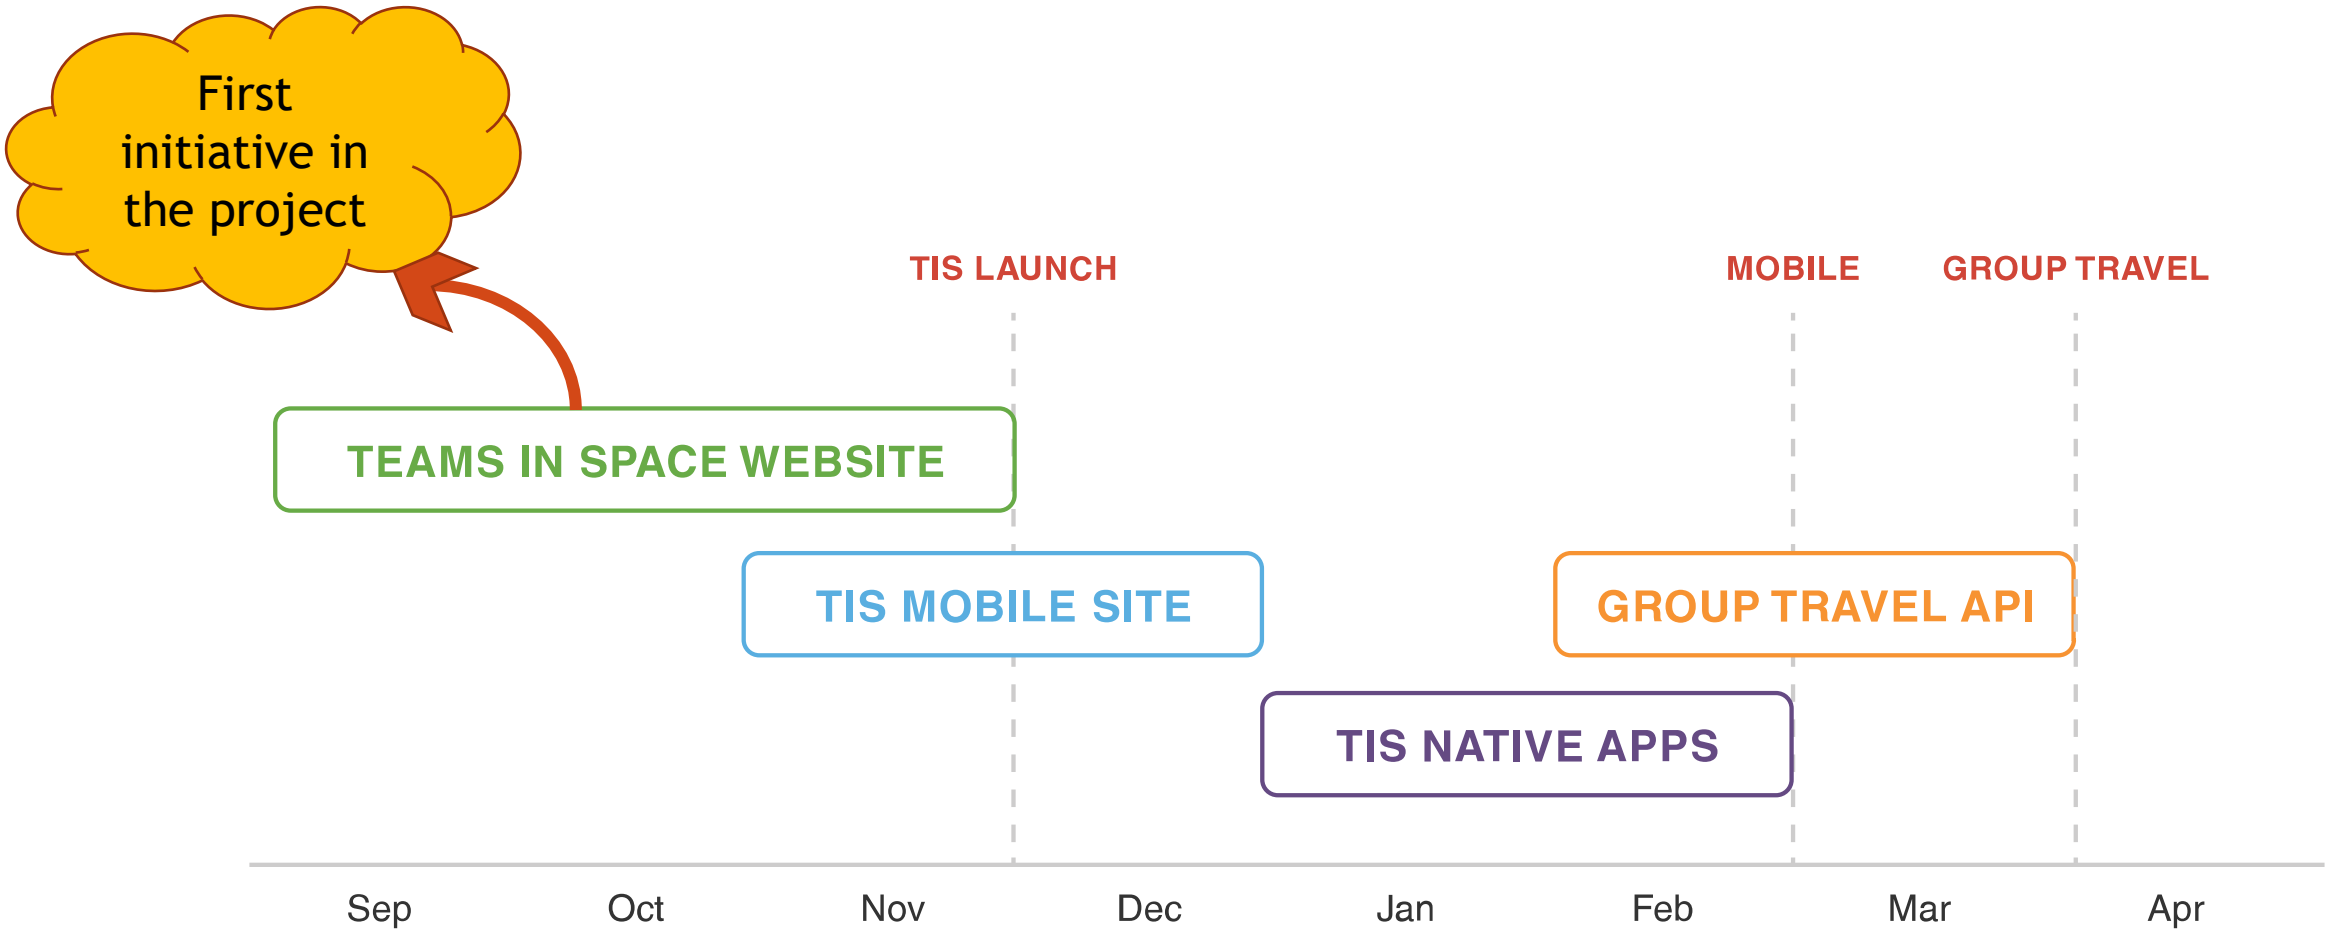 First
initiative in
the project
TIS LAUNCH
MOBILE
GROUP TRAVEL
TEAMS IN SPACE WEBSITE
TIS MOBILE SITE
GROUP TRAVEL API
TIS NATIVE APPS
Sep
Oct
Nov
Dec
Jan
Feb
Mar
Apr